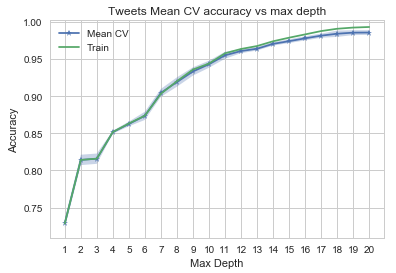 Tweets Mean CV accuracy vs max depth
Mean CV
Train
1.00
0.95
0.90
0.85
0.80
0.75
Accuracy
1 2 3 4 5 6 7 8 9 10 11 12 13 14 15 16 17 18 19 20
Max Depth